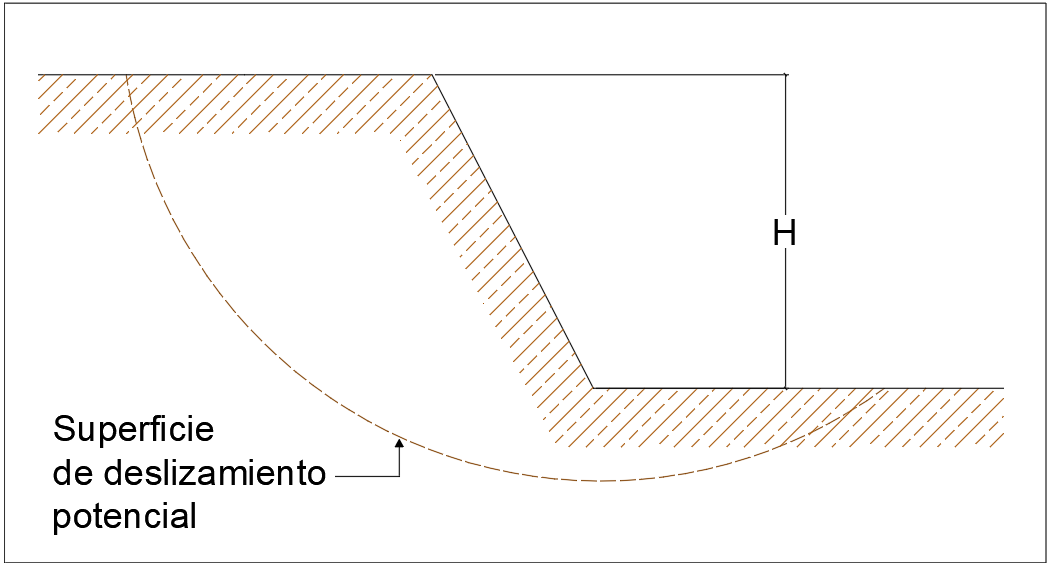 H
Superficie
de deslizamiento
potencial